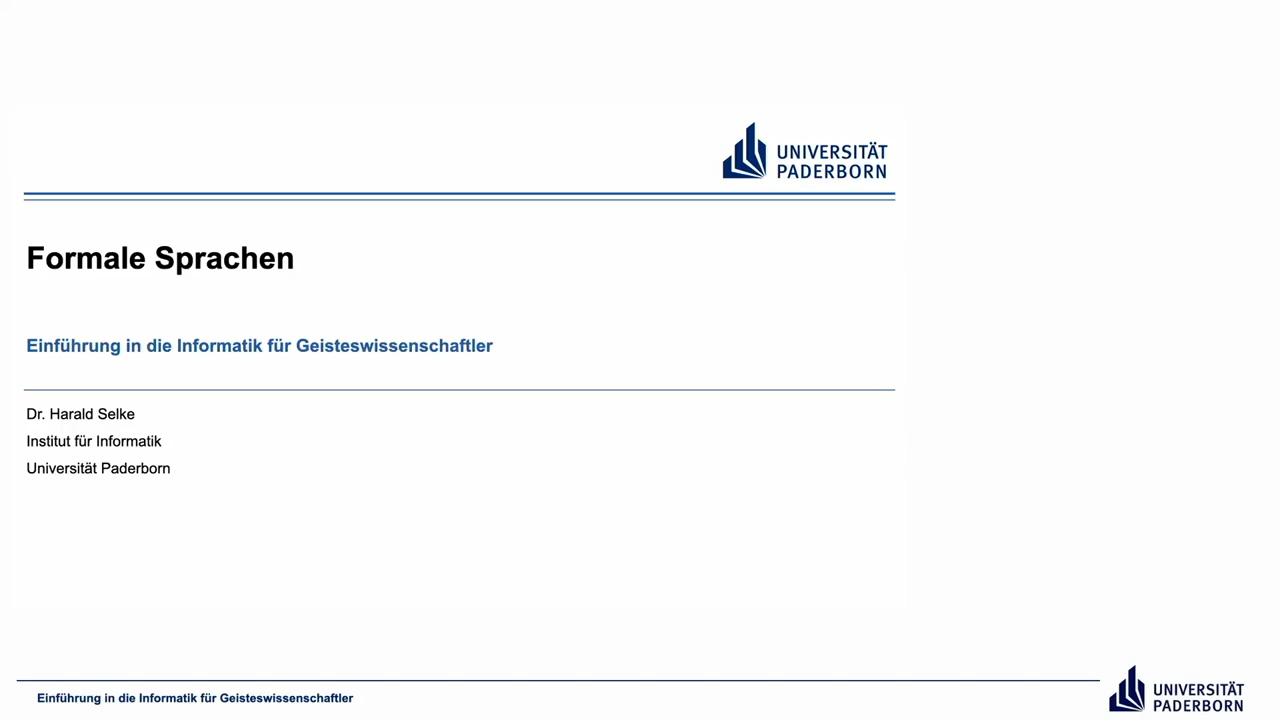 UNIVERSITÄT
PADERBORN
Formale Sprachen
Einführung in die Informatik für Geisteswissenschaftler
Dr. Harald Selke
Institut für Informatik
Universität Paderborn
Einführung in die Informatik für Geisteswissenschaftler
UNIVERSITÄT
PADERBORN